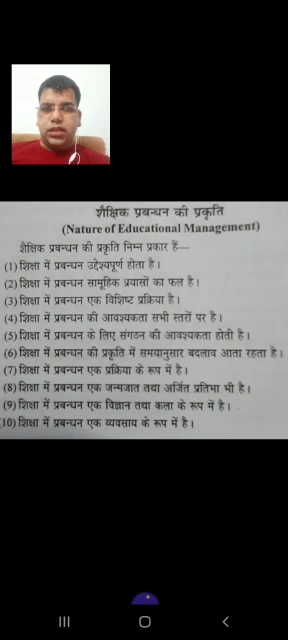 शैक्षिक प्रबन्धन की प्रकृति
(Nature of Educational Management)
शैक्षिक प्रबन्धन की प्रकृति निम्न प्रकार हैं—
(1) शिक्षा में प्रबन्धन उद्देश्यपूर्ण होता है।
(2) शिक्षा में प्रबन्धन सामूहिक प्रयासों का फल है।
(3) शिक्षा में प्रबन्धन एक विशिष्ट प्रक्रिया है।
(4) शिक्षा में प्रबन्धन की आवश्यकता सभी स्तरों पर है।
(5) शिक्षा में प्रबन्धन के लिए संगठन की आवश्यकता होती है।
(6) शिक्षा में प्रबन्धन की प्रकृति में समयानुसार बदलाव आता रहता है।
(7) शिक्षा में प्रबन्धन एक प्रक्रिया के रूप में है।
(8) शिक्षा में प्रबन्धन एक जन्मजात तथा अर्जित प्रतिभा भी है।
(9) शिक्षा में प्रबन्धन एक विज्ञान तथा कला के रूप में है।
(10) शिक्षा में प्रबन्धन एक व्यवसाय के रूप में है।